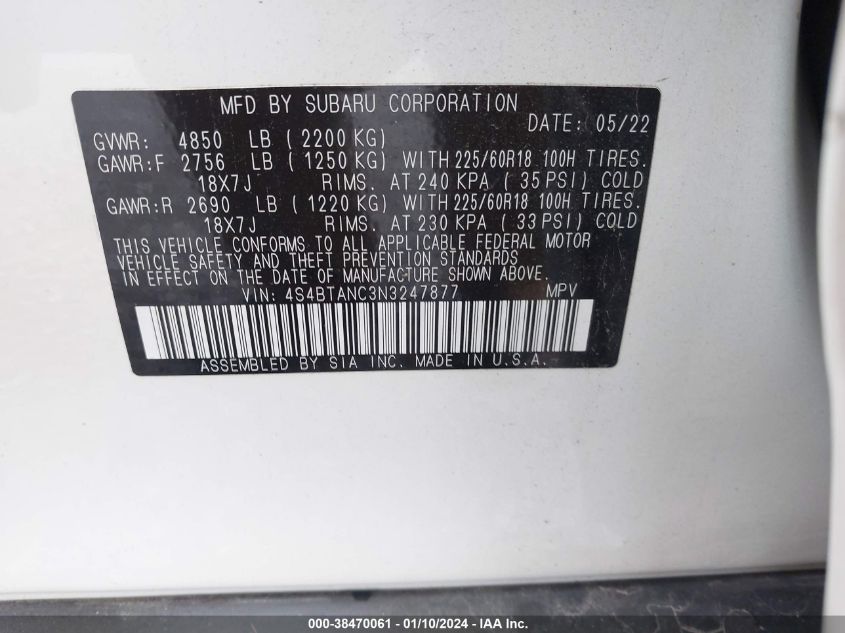 MFD BY SUBARU CORPORATION
DATE: 05/22
GVWR: 4850 LB ( 2200 KG)
GAWR:F 2756 LB ( 1250 KG) WITH 225/60R18 100H TIRES.
18X7J RIMS. AT 240 KPA ( 35 PSI) COLD
GAWR:R 2690 LB ( 1220 KG) WITH 225/60R18 100H TIRES.
18X7J RIMS. AT 230 KPA ( 33 PSI) COLD
THIS VEHICLE CONFORMS TO ALL APPLICABLE FEDERAL MOTOR
VEHICLE SAFETY AND THEFT PREVENTION STANDARDS
IN EFFECT ON THE DATE OF MANUFACTURE SHOWN ABOVE.
VIN: 4S4BTANC3N3247877 MPV
ASSEMBLED BY SIA INC. MADE IN U.S.A.
000-38470061 - 01/10/2024 - IAA Inc.